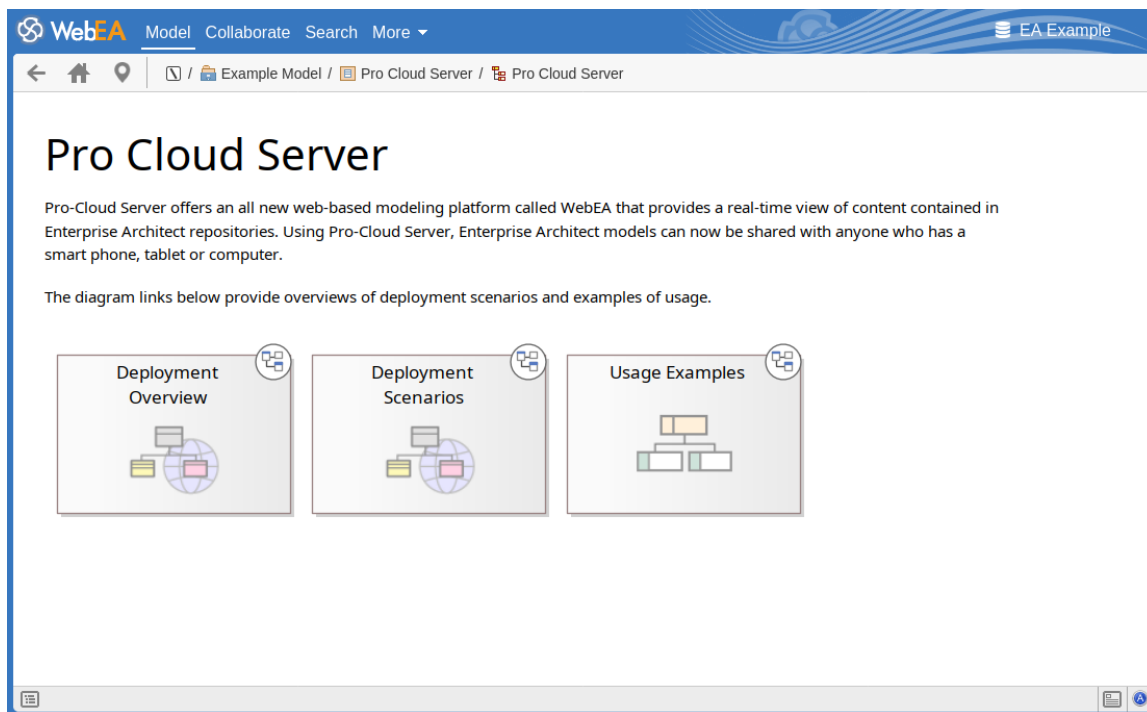 WebEA Model Collaborate Search More EA Example
/ Example Model / Pro Cloud Server / Pro Cloud Server
Pro Cloud Server
Pro-Cloud Server offers an all new web-based modeling platform called WebEA that provides a real-time view of content contained in
Enterprise Architect repositories. Using Pro-Cloud Server, Enterprise Architect models can now be shared with anyone who has a
smart phone, tablet or computer.
The diagram links below provide overviews of deployment scenarios and examples of usage.
Deployment
Overview
Deployment
Scenarios
Usage Examples
A